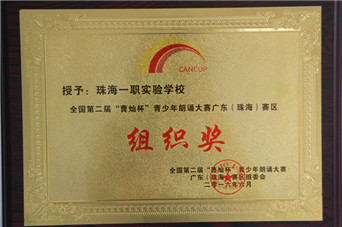 CANCUP
授予：珠海一职实验学校
全国第二届“曹灿杯”青少年朗诵大赛广东（珠海）赛区
组织奖
全国第二届“曹灿杯”青少年朗诵大赛
广东（珠海）赛区组委会
二零一六年六月